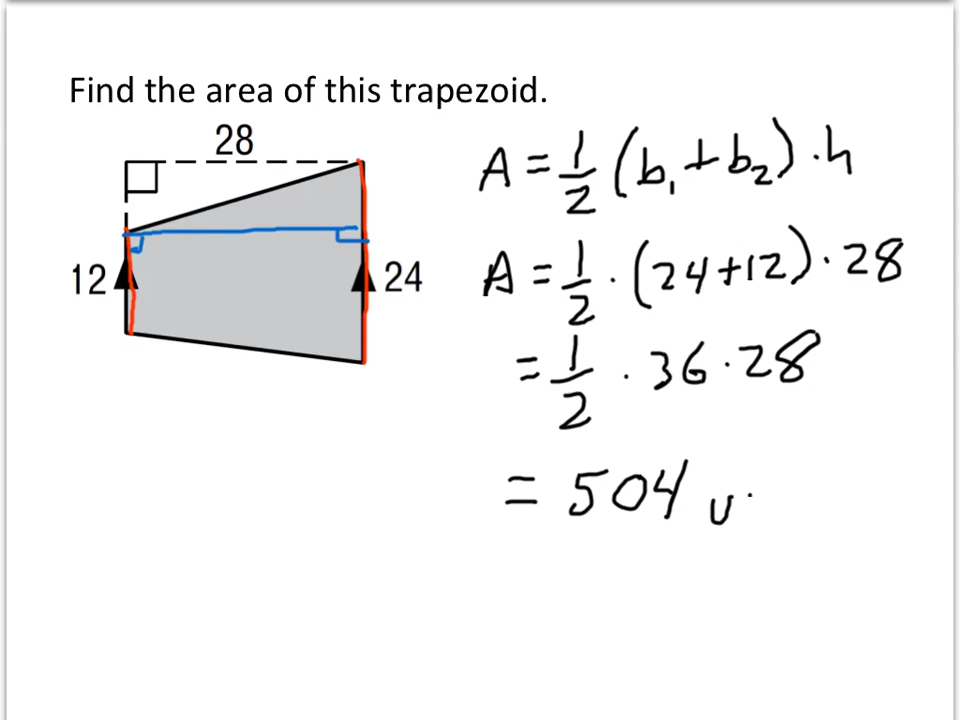 Find the area of this trapezoid.
28
12
24
A = 1/2 (b₁ + b₂) · h
A = 1/2 · (24+12) · 28
= 1/2 · 36 · 28
= 504 u